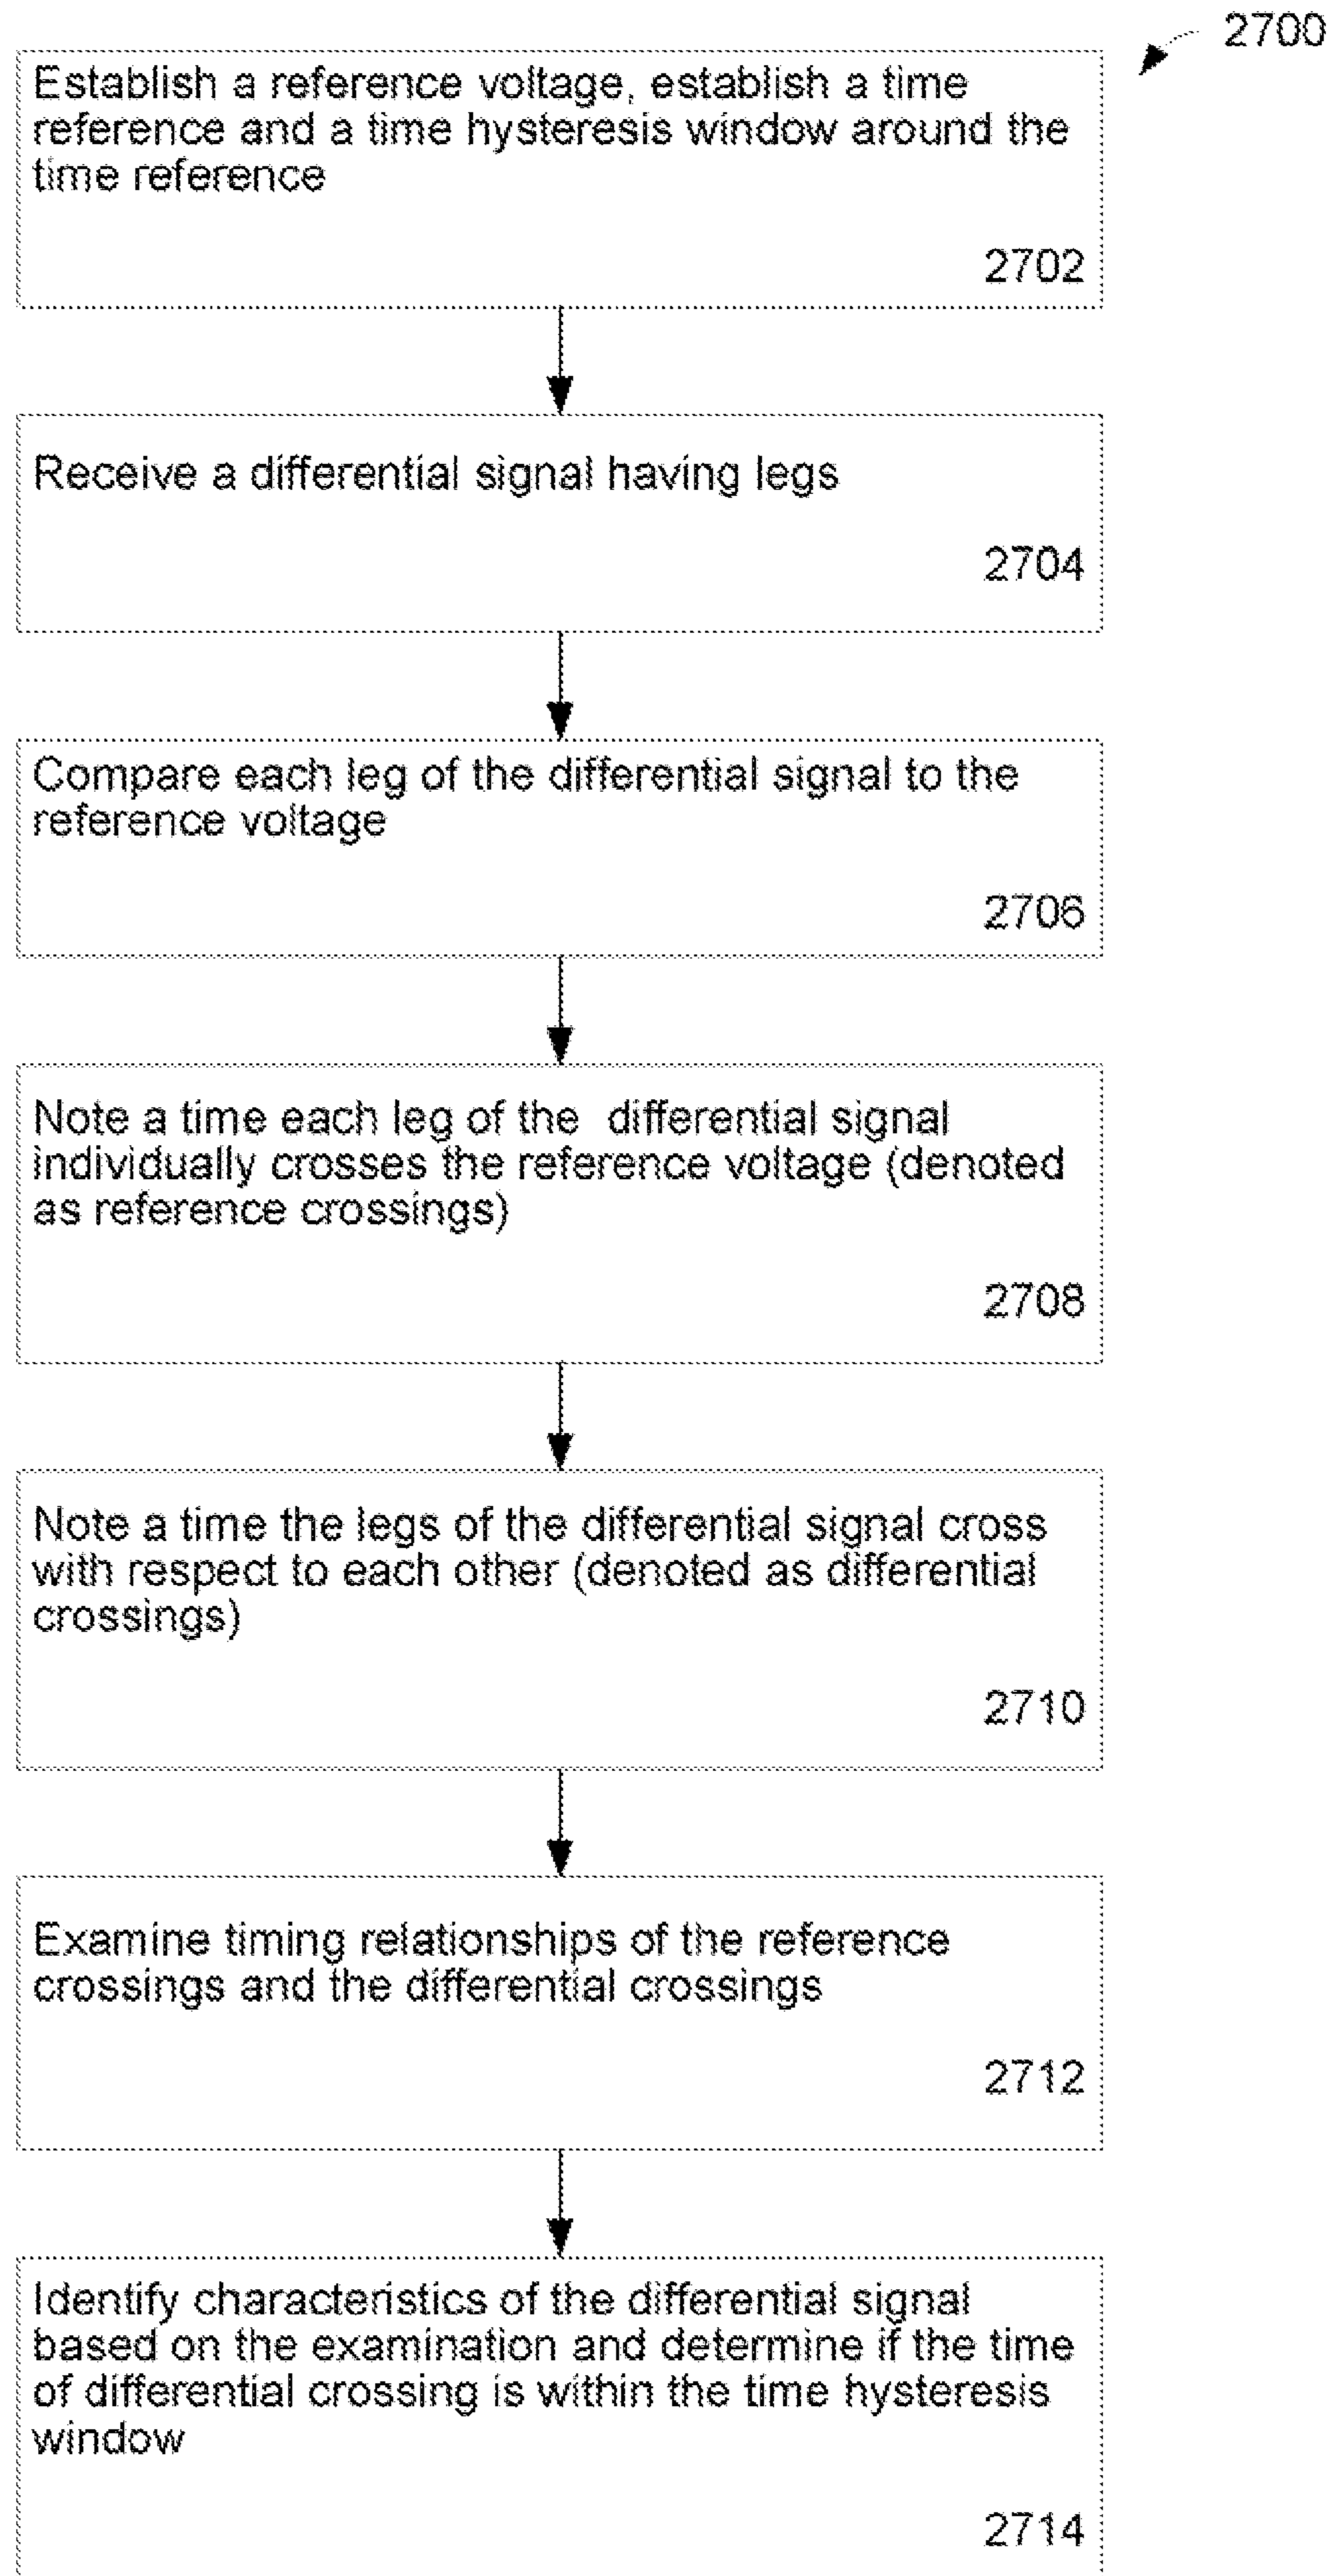 2700
Establish a reference voltage, establish a time
reference and a time hysteresis window around the
time reference
2702
Receive a differential signal having legs
2704
Compare each leg of the differential signal to the
reference voltage
2706
Note a time each leg of the differential signal
individually crosses the reference voltage (denoted
as reference crossings)
2708
Note a time the legs of the differential signal cross
with respect to each other (denoted as differential
crossings)
2710
Examine timing relationships of the reference
crossings and the differential crossings
2712
Identify characteristics of the differential signal
based on the examination and determine if the time
of differential crossing is within the time hysteresis
window
2714